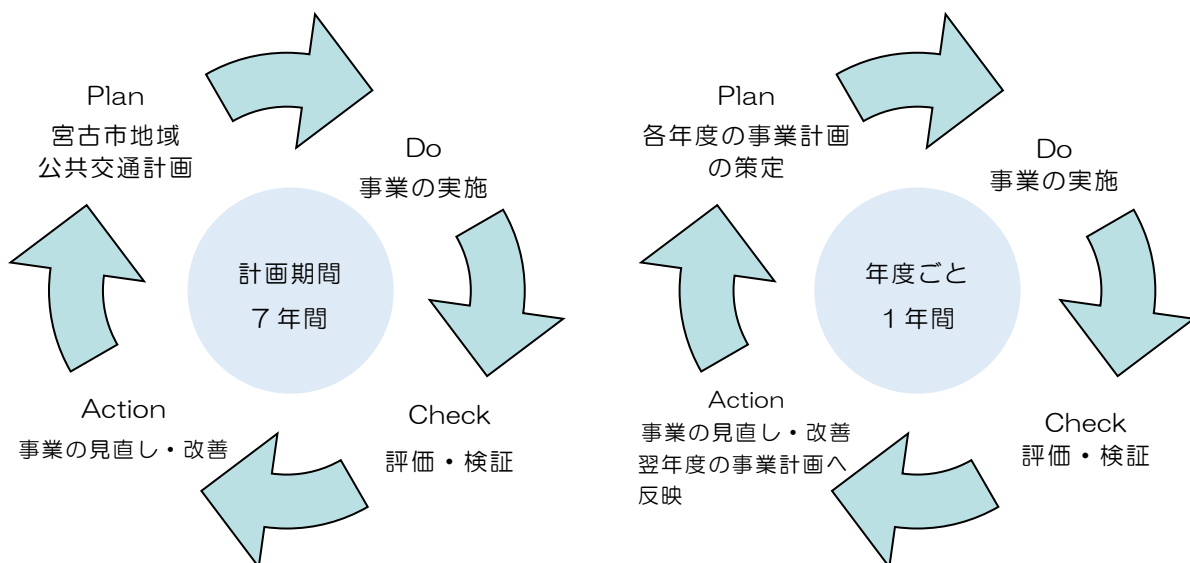 Plan
宮古市地域
公共交通計画
Do
事業の実施
計画期間
７年間
Action
事業の見直し・改善
Check
評価・検証
Plan
各年度の事業計画
の策定
Do
事業の実施
年度ごと
１年間
Action
事業の見直し・改善
翌年度の事業計画へ
反映
Check
評価・検証